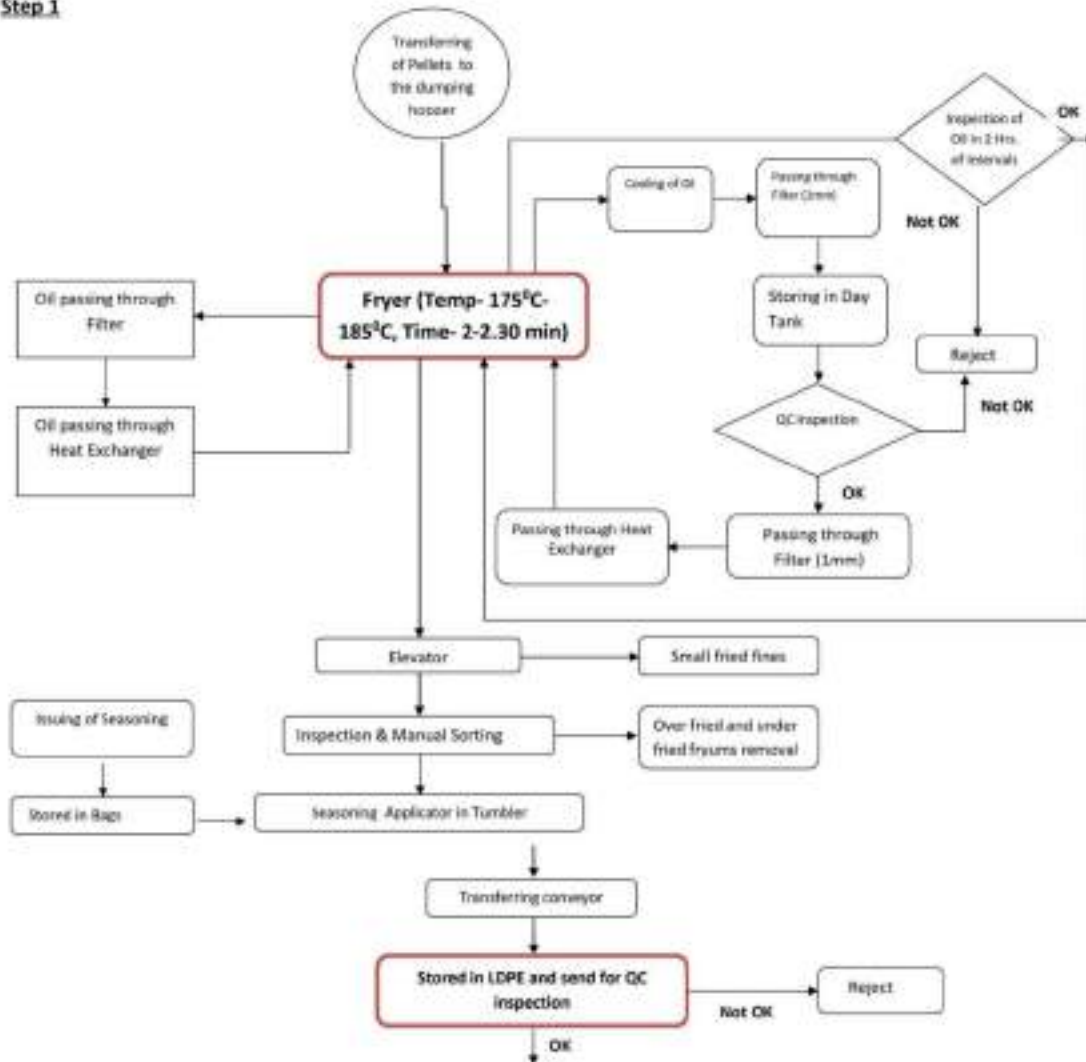 Step 1
Transferring
of Pellets to
the dumping
hopper
Inspection of
Oil in 2 Hrs.
of Intervals
OK
Cooling of Oil
Passing through
Filter (1mm)
Not OK
Oil passing through
Filter
Fryer (Temp- 175⁰C-
185⁰C, Time- 2-2.30 min)
Storing in Day
Tank
Reject
Not OK
QC Inspection
Oil passing through
Heat Exchanger
OK
Passing through Heat
Exchanger
Passing through
Filter (1mm)
Elevator
Small fried fines
Issuing of Seasoning
Inspection & Manual Sorting
Over fried and under
fried fryums removal
Stored in Bags
Seasoning Applicator in Tumbler
Transferring conveyor
Stored in LDPE and send for QC
inspection
Reject
Not OK
OK